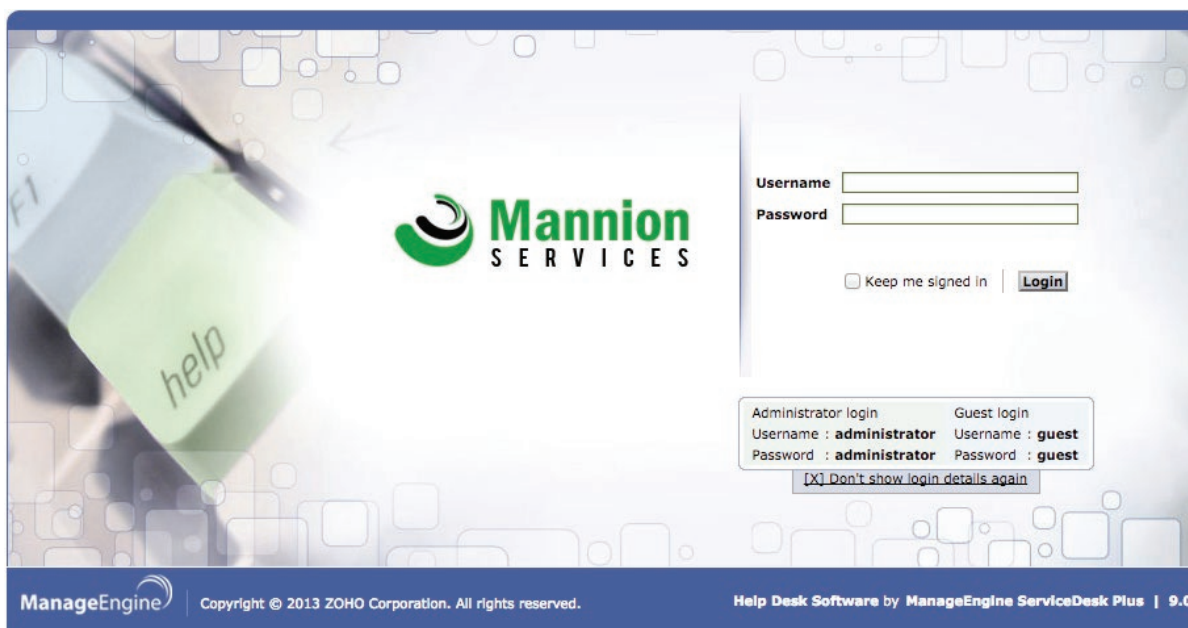 F1
help
Mannion
SERVICES
Username
Password
Keep me signed in
Login
Administrator login Guest login
Username : administrator Username : guest
Password : administrator Password : guest
[X] Don't show login details again
ManageEngine
Copyright © 2013 ZOHO Corporation. All rights reserved.
Help Desk Software by ManageEngine ServiceDesk Plus | 9.0